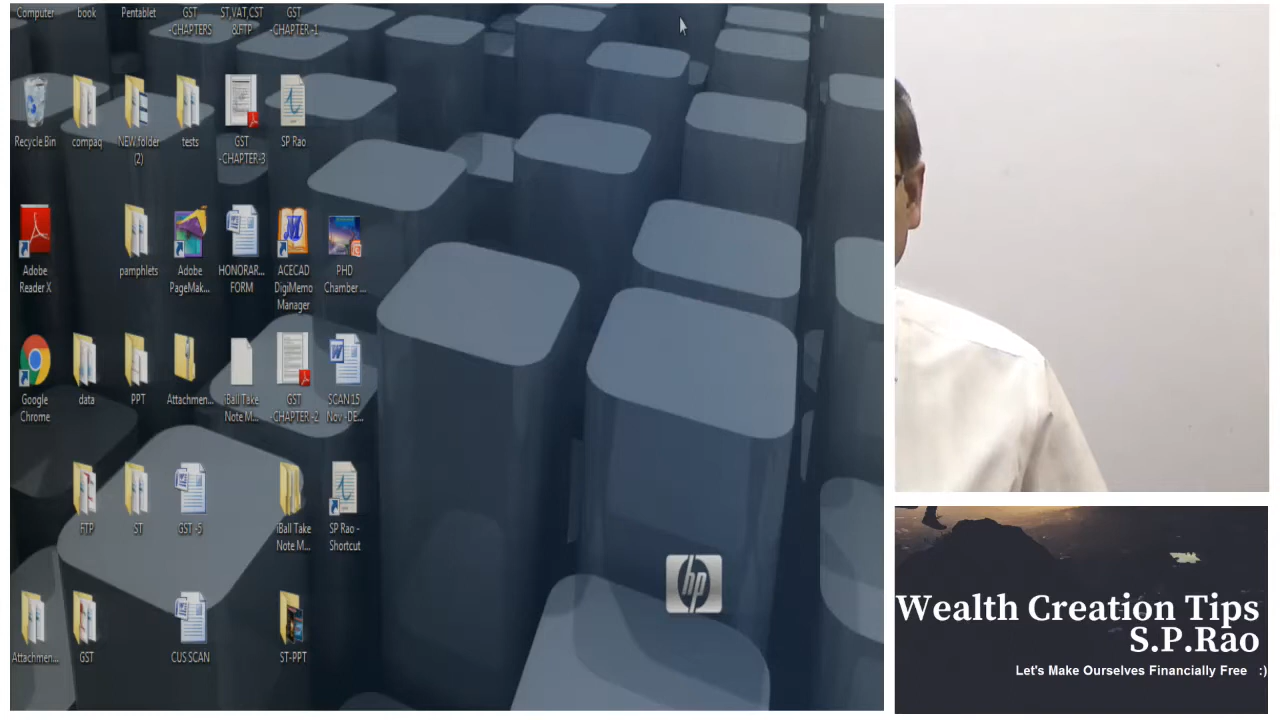 Computer
book
Pentablet
GST
-CHAPTERS
ST,VAT,CST
&FTP
GST
-CHAPTER -1
Recycle Bin
compaq
NEW folder
(2)
tests
GST
-CHAPTER-3
SP Rao
Adobe
Reader X
pamphlets
Adobe
PageMak...
HONORAR...
FORM
ACECAD
DigiMemo
Manager
PHD
Chamber ...
Google
Chrome
data
PPT
Attachmen...
iBall Take
Note M...
GST
-CHAPTER -2
SCAN 15
Nov -DE...
FTP
ST
GST -5
iBall Take
Note M...
SP Rao -
Shortcut
Attachmen...
GST
CUS SCAN
ST-PPT
hp
Wealth Creation Tips
S.P.Rao
Let's Make Ourselves Financially Free :)